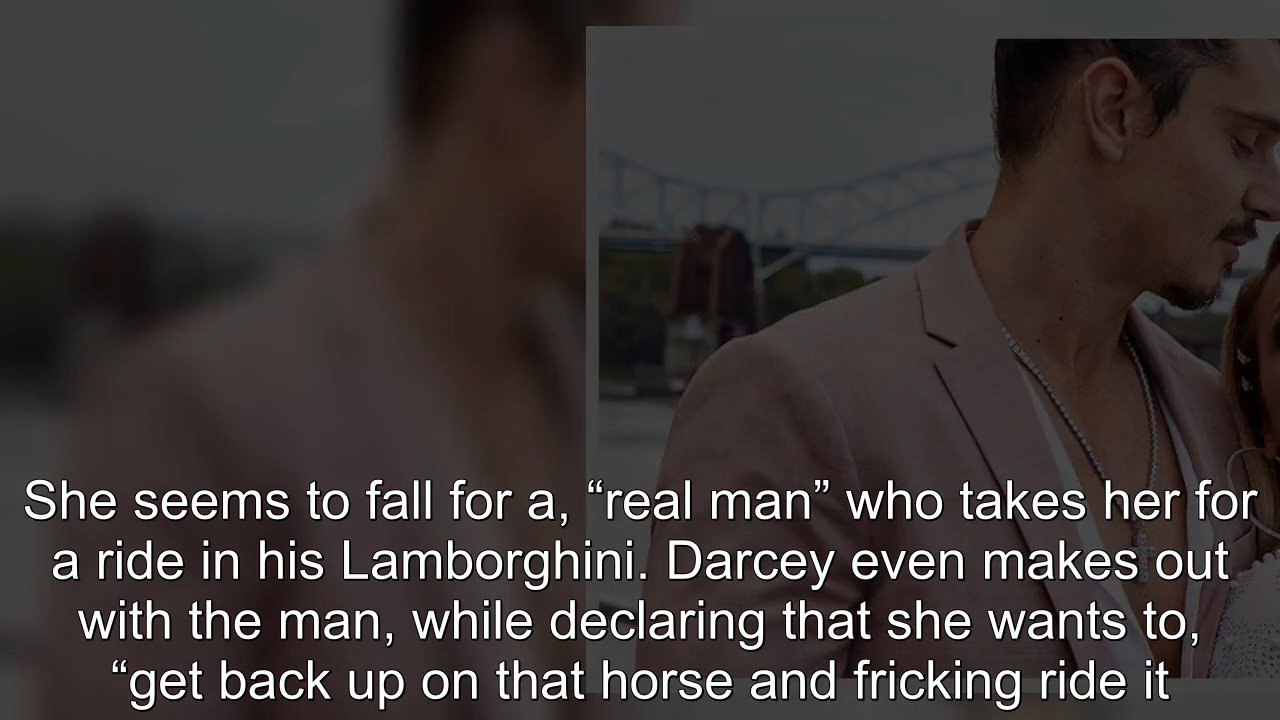 She seems to fall for a, “real man” who takes her for
a ride in his Lamborghini. Darcey even makes out
with the man, while declaring that she wants to,
“get back up on that horse and fricking ride it